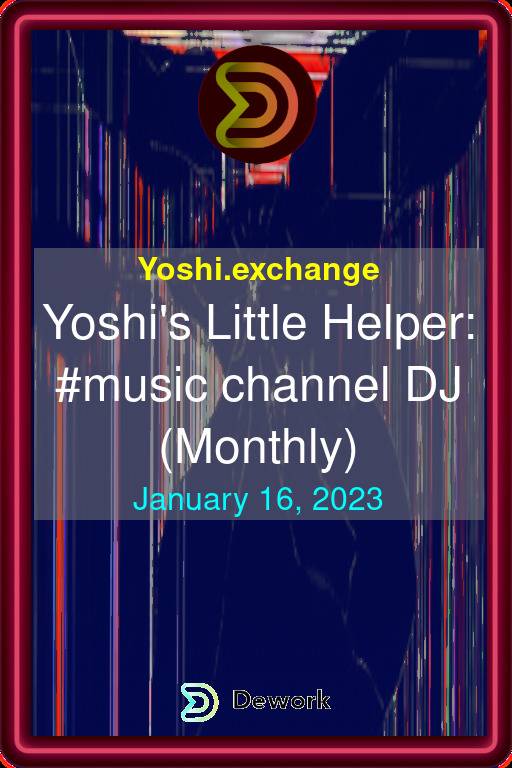 Yoshi.exchange
Yoshi's Little Helper:
#music channel DJ
(Monthly)
January 16, 2023
Dework